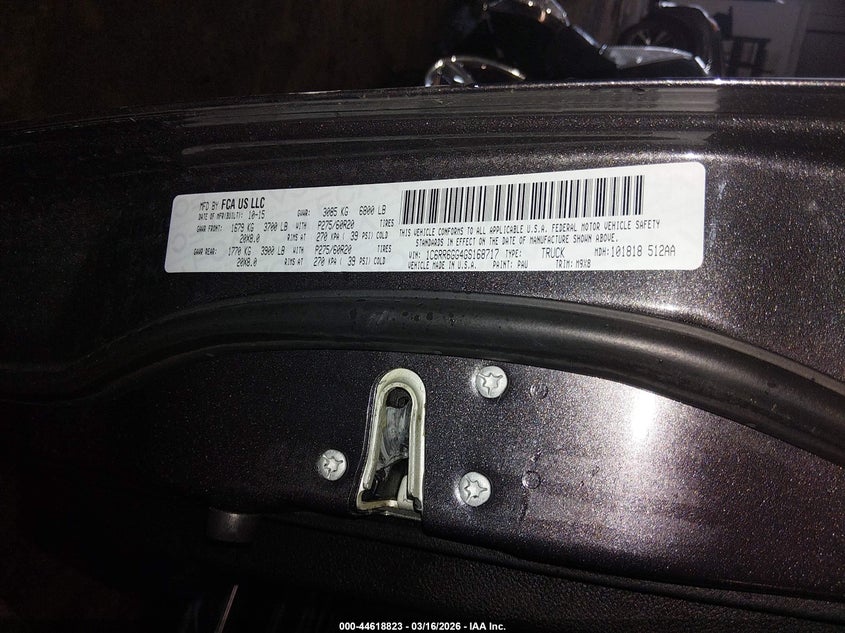 MFD BY FCA US LLC
DATE OF MFR(BUILT): 10-15 GVWR: 3085 KG 6800 LB
GAWR FRONT: 1679 KG 3700 LB WITH P275/60R20 TIRES
20X8.0 RIMS AT 270 KPA ( 39 PSI) COLD
GAWR REAR: 1770 KG 3900 LB WITH P275/60R20 TIRES
20X8.0 RIMS AT 270 KPA ( 39 PSI) COLD
THIS VEHICLE CONFORMS TO ALL APPLICABLE U.S.A. FEDERAL MOTOR VEHICLE SAFETY
STANDARDS IN EFFECT ON THE DATE OF MANUFACTURE SHOWN ABOVE.
VIN: 1C6RR6GG4GS168717 TYPE: TRUCK MDH:101818 512AA
VEHICLE MADE IN U.S.A. PAINT: PAU TRIM: M9X8
000-44618823 - 03/16/2026 - IAA Inc.